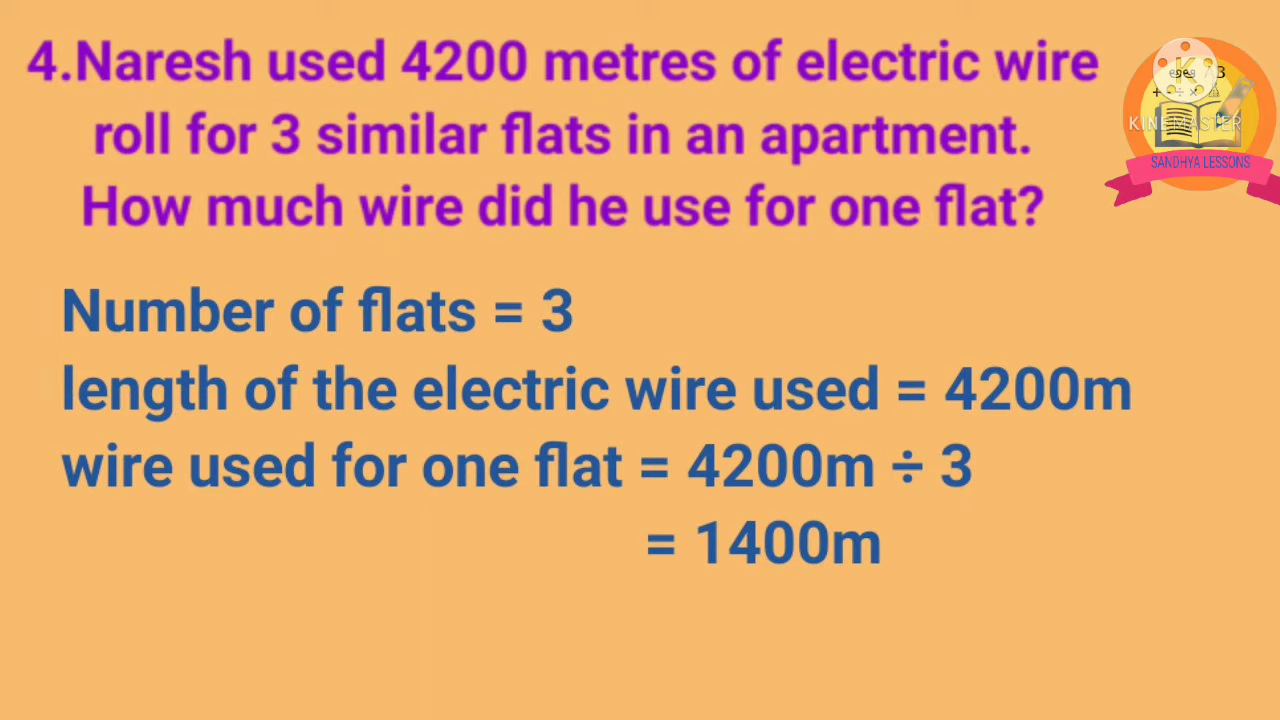 4.Naresh used 4200 metres of electric wire
roll for 3 similar flats in an apartment.
How much wire did he use for one flat?
Number of flats = 3
length of the electric wire used = 4200m
wire used for one flat = 4200m ÷ 3
= 1400m
K
KINEMASTER
SANDHYA LESSONS